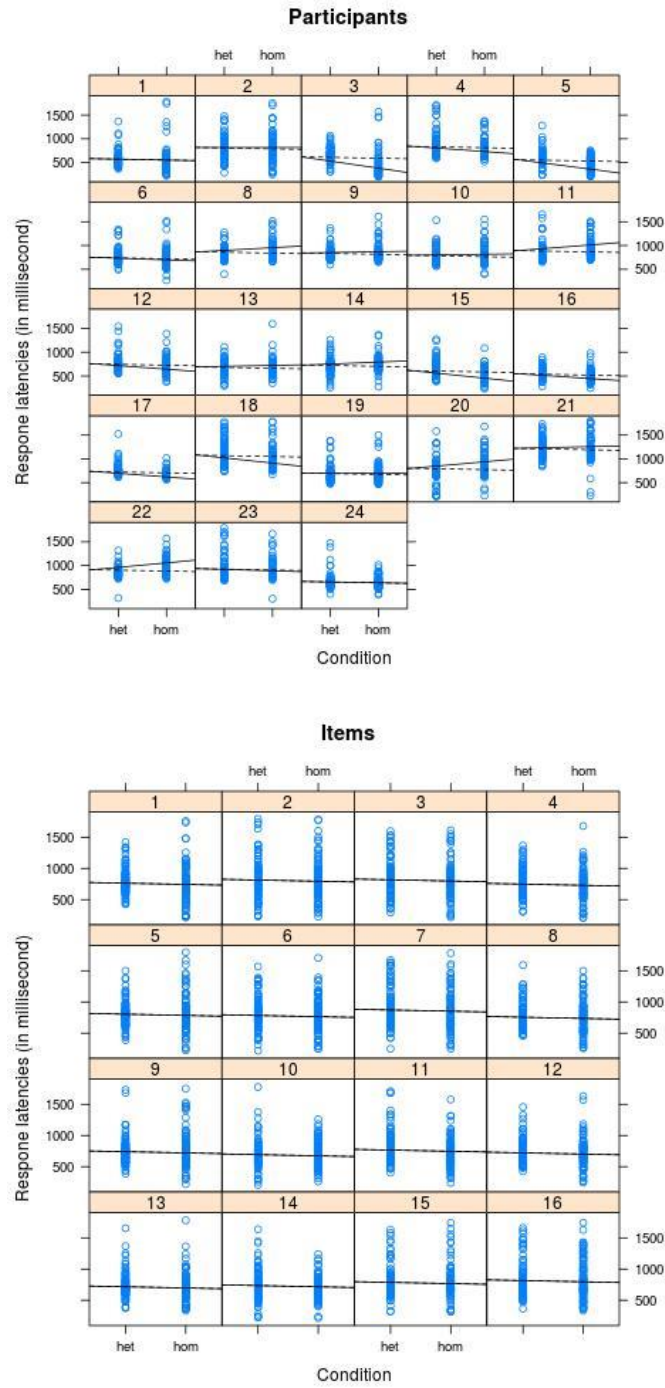 Participants
het hom het hom
1 2 3 4 5
1500
1000
500
6 8 9 10 11
1500
1000
500
12 13 14 15 16
1500
1000
500
17 18 19 20 21
1500
1000
500
22 23 24
1500
1000
500
het hom het hom
Condition
Respone latencies (in millisecond)
Items
het hom het hom
1 2 3 4
1500
1000
500
5 6 7 8
1500
1000
500
9 10 11 12
1500
1000
500
13 14 15 16
1500
1000
500
het hom het hom
Condition
Respone latencies (in millisecond)